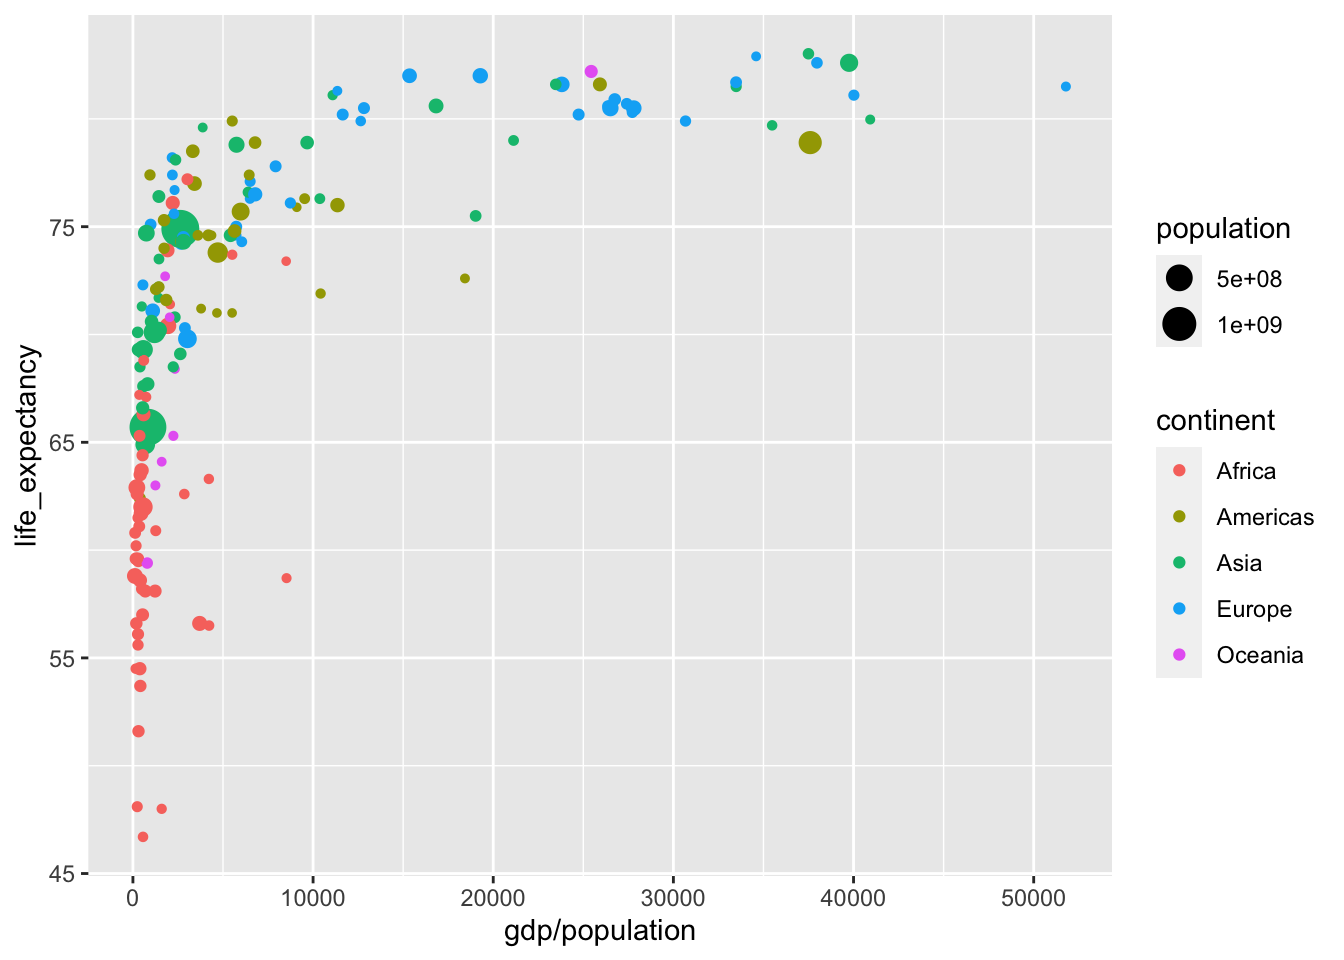 life_expectancy
75
65
55
45
0
10000
20000
30000
40000
50000
gdp/population
population
5e+08
1e+09
continent
Africa
Americas
Asia
Europe
Oceania